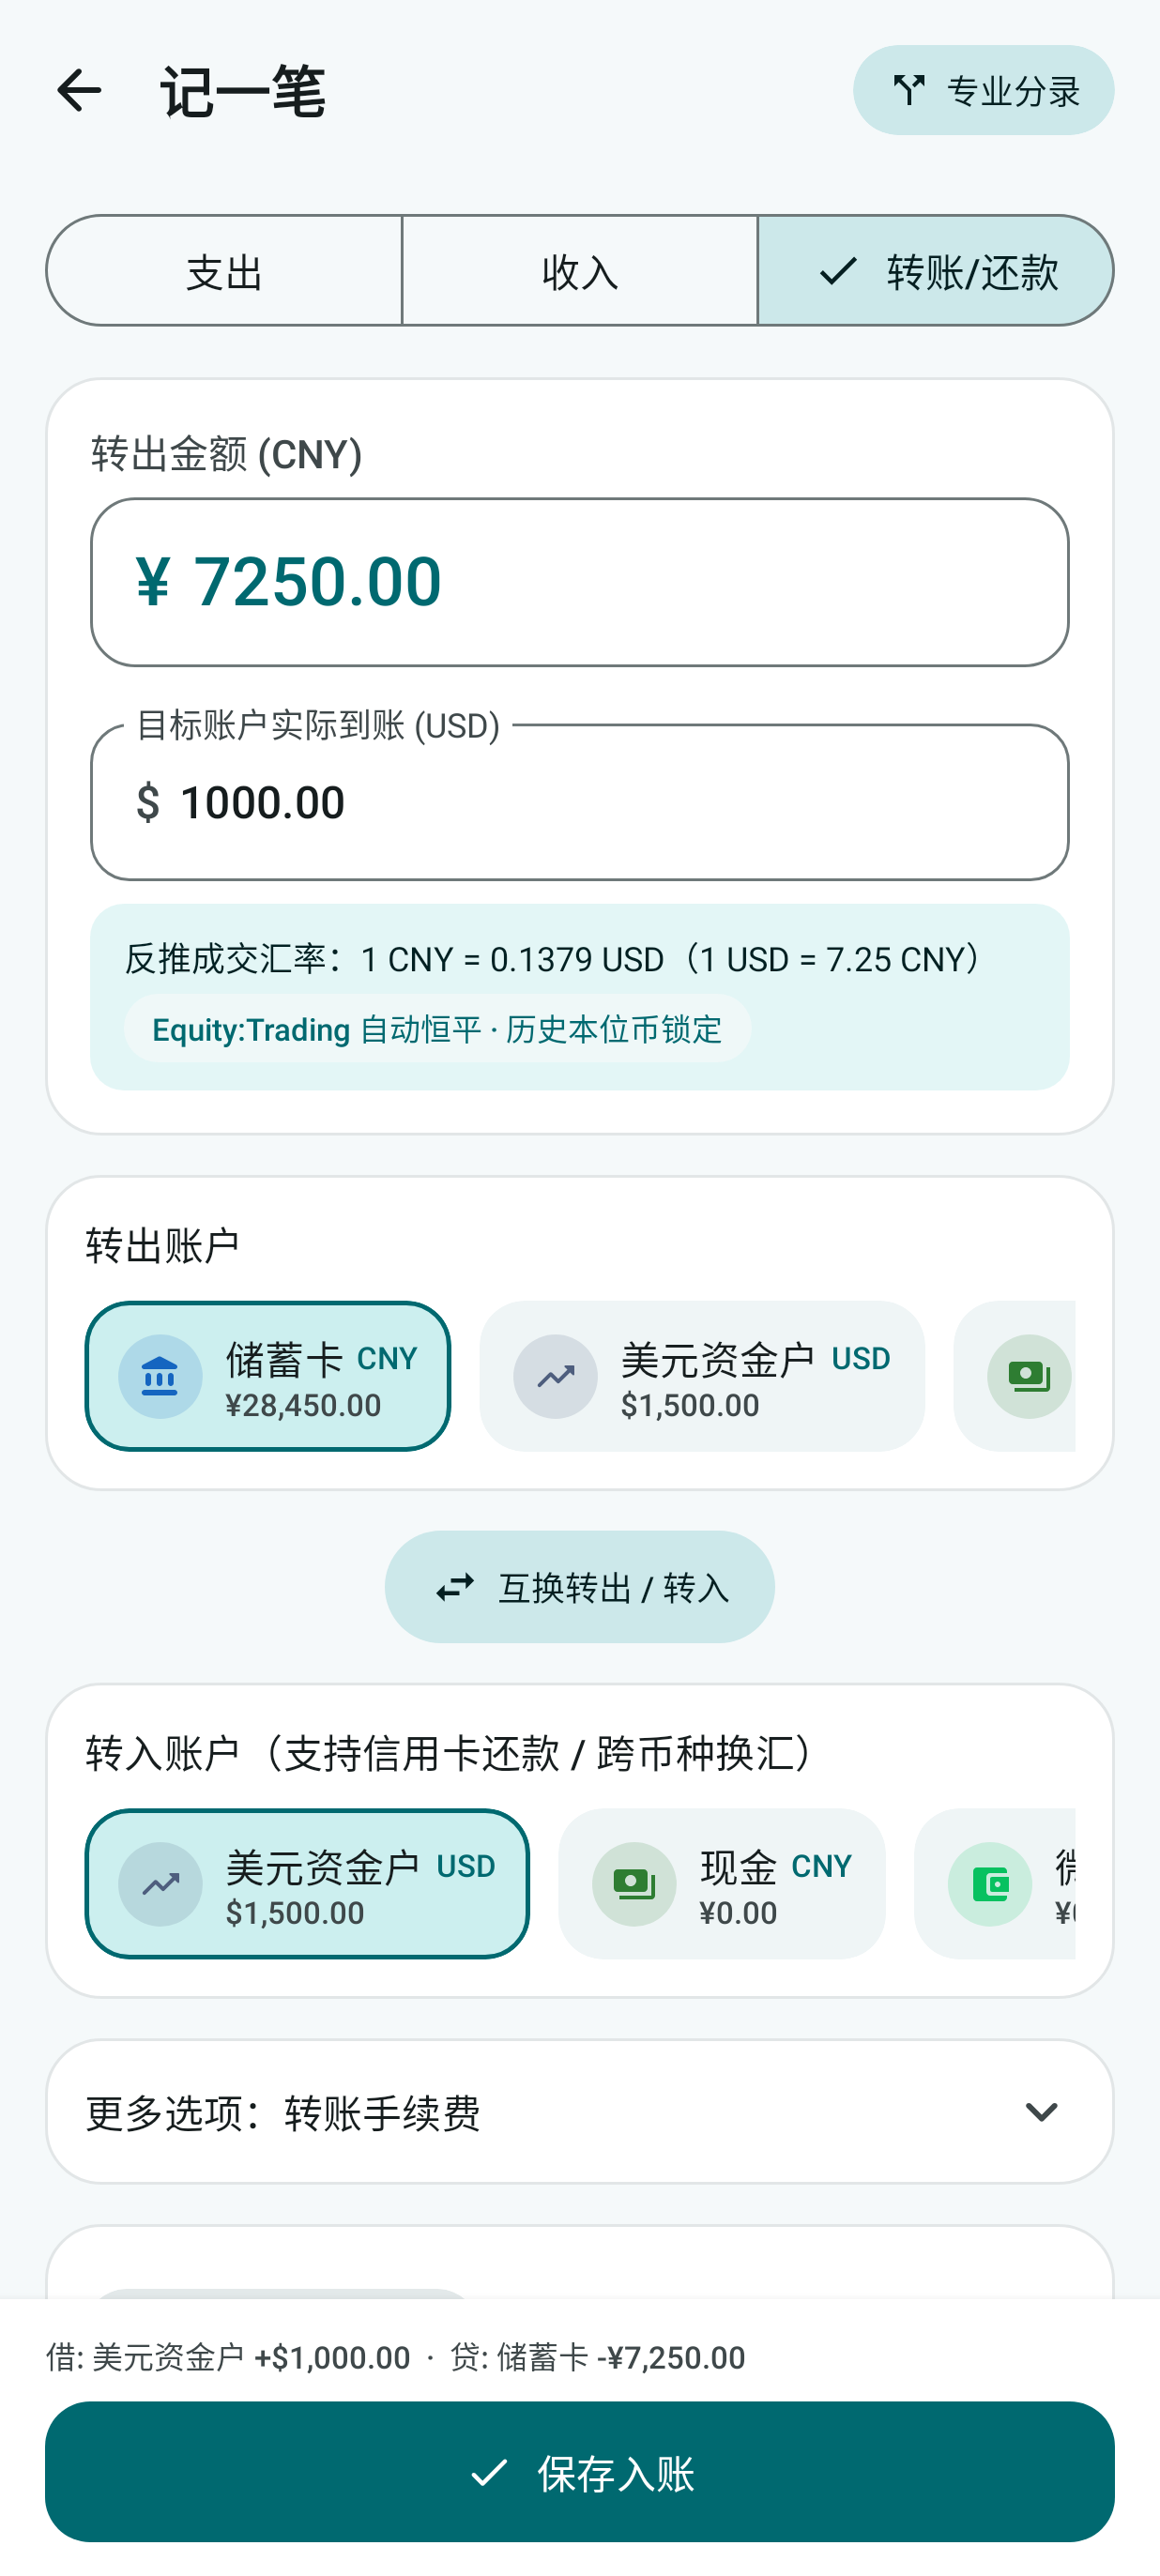 记一笔
专业分录
支出
收入
转账/还款
转出金额 (CNY)
¥ 7250.00
目标账户实际到账 (USD)
$ 1000.00
反推成交汇率：1 CNY = 0.1379 USD（1 USD = 7.25 CNY）
Equity:Trading 自动恒平 · 历史本位币锁定
转出账户
储蓄卡 CNY
¥28,450.00
美元资金户 USD
$1,500.00
互换转出 / 转入
转入账户（支持信用卡还款 / 跨币种换汇）
美元资金户 USD
$1,500.00
现金 CNY
¥0.00
更多选项：转账手续费
借: 美元资金户 +$1,000.00 · 贷: 储蓄卡 -¥7,250.00
保存入账